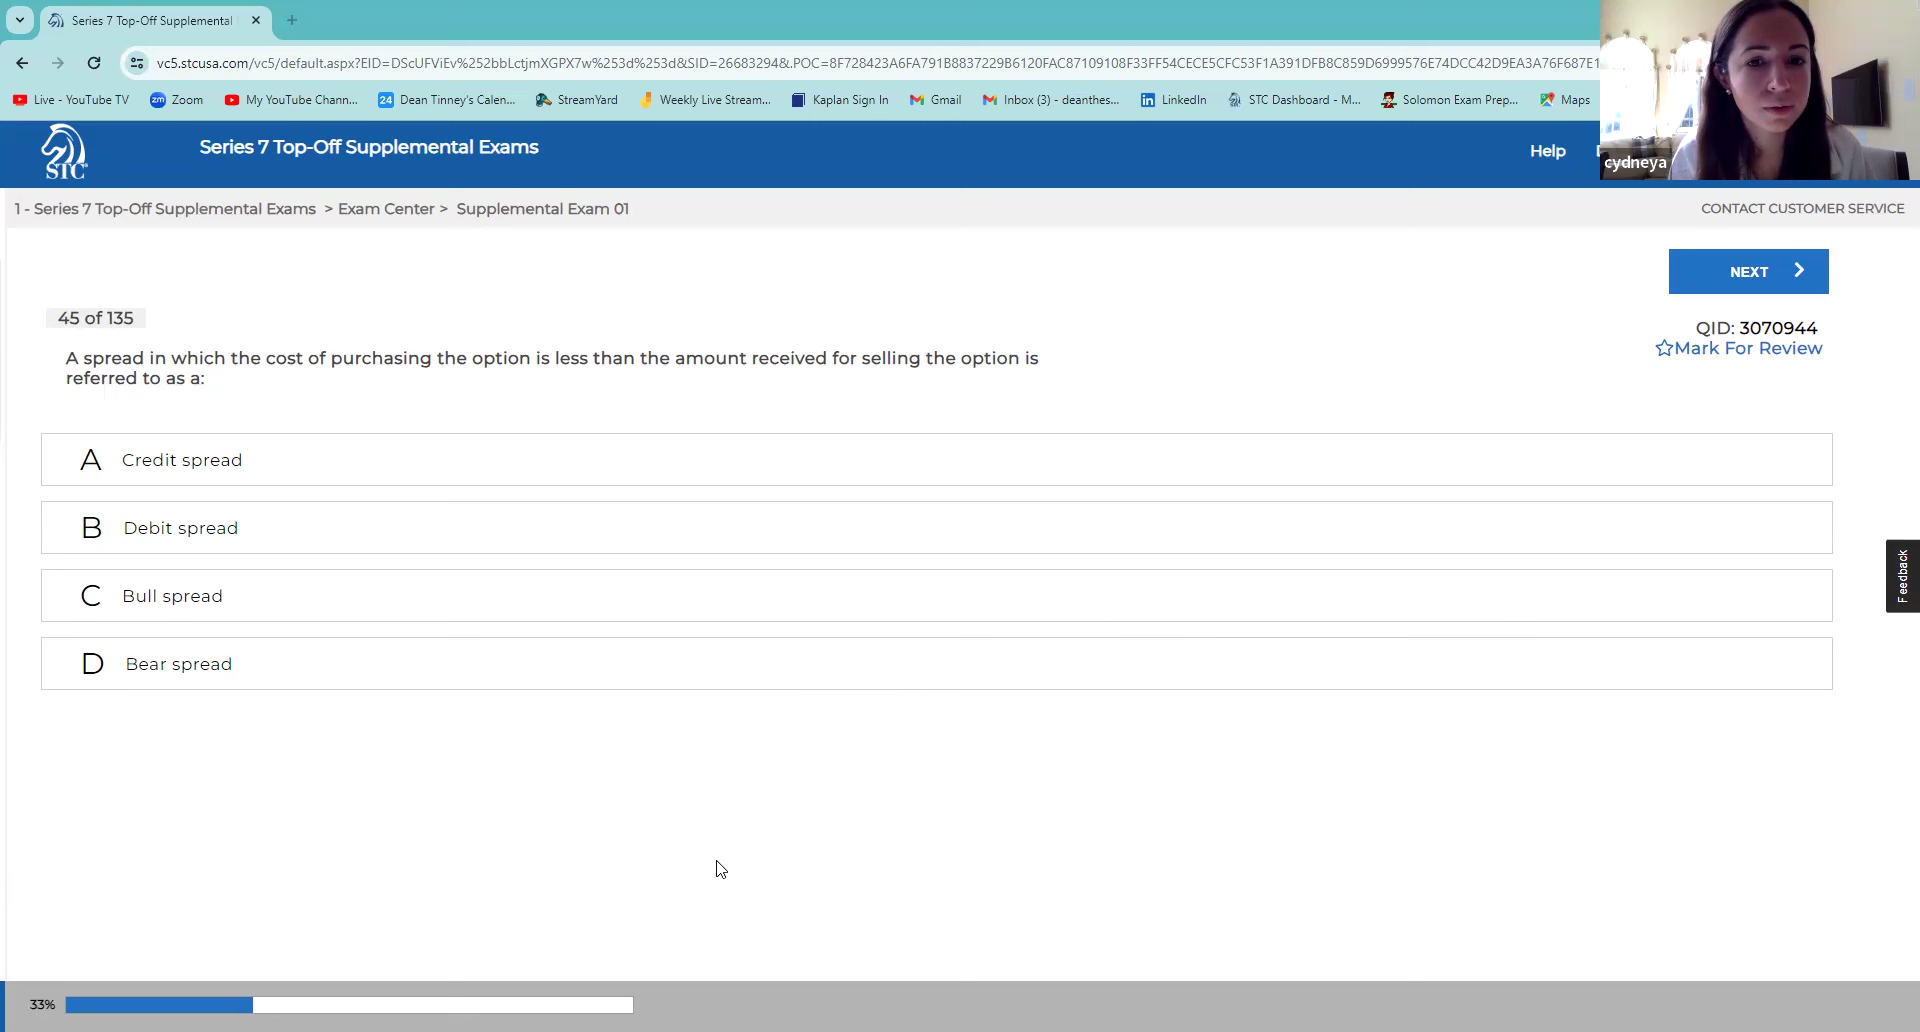 Series 7 Top-Off Supplemental
vc5.stcusa.com/vc5/default.aspx?EID=DScUFViEv%252bbLctjmXGPX7w%253d%253d&SID=26683294&.POC=8F728423A6FA791B8837229B6120FAC87109108F33FF54CECE5CFC53F1A391DFB8C859D6999576E74DCC42D9EA3A76F687E1
Live - YouTube TV Zoom My YouTube Chann... Dean Tinney's Calen... StreamYard Weekly Live Stream... Kaplan Sign In Gmail Inbox (3) - deanthes... LinkedIn STC Dashboard - M... Solomon Exam Prep... Maps
24
zm
cydneya
STC
Series 7 Top-Off Supplemental Exams
Help
1 - Series 7 Top-Off Supplemental Exams > Exam Center > Supplemental Exam 01
CONTACT CUSTOMER SERVICE
NEXT
45 of 135
QID: 3070944
Mark For Review
A spread in which the cost of purchasing the option is less than the amount received for selling the option is
referred to as a:
A Credit spread
B Debit spread
C Bull spread
D Bear spread
Feedback
33%